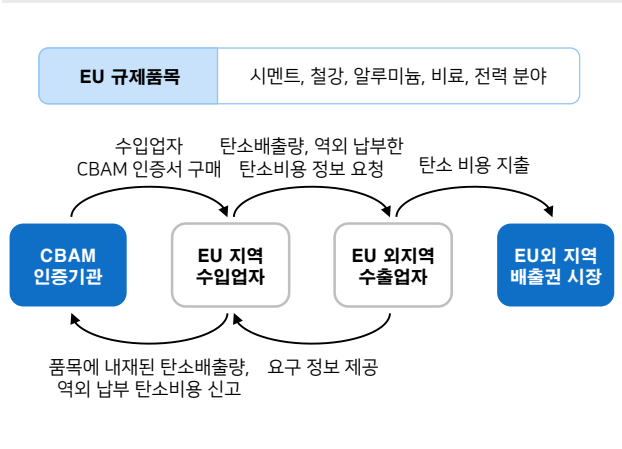 EU 규제품목
시멘트, 철강, 알루미늄, 비료, 전력 분야
수입업자
CBAM 인증서 구매
탄소배출량, 역외 납부한
탄소비용 정보 요청
탄소 비용 지출
CBAM
인증기관
EU 지역
수입업자
EU 외지역
수출업자
EU외 지역
배출권 시장
품목에 내재된 탄소배출량,
역외 납부 탄소비용 신고
요구 정보 제공